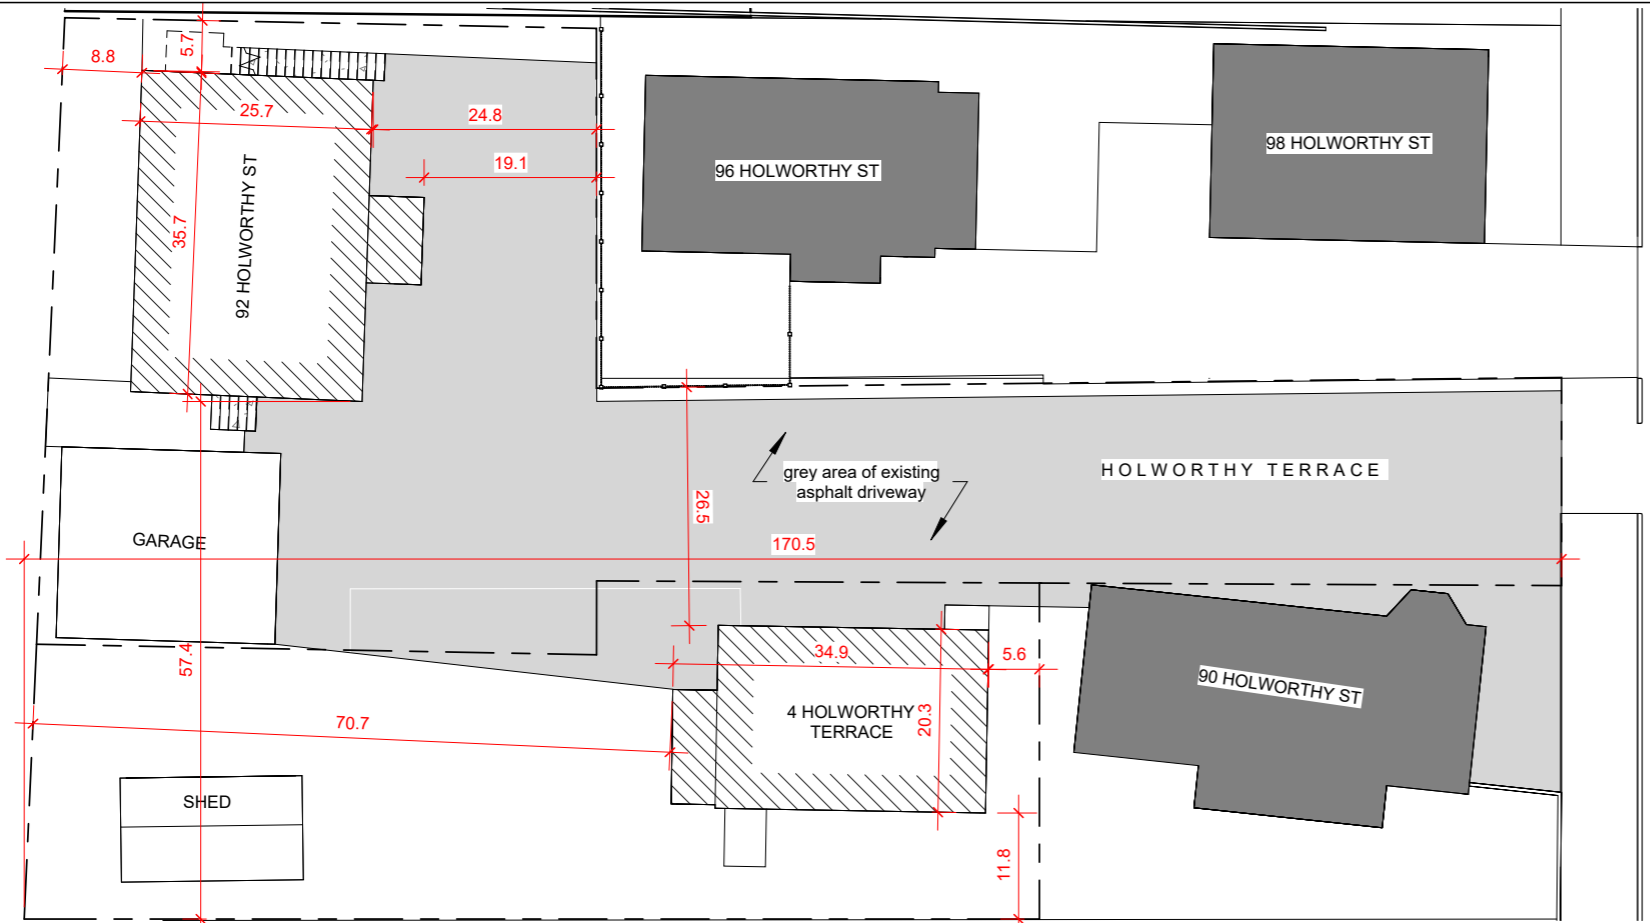 8.8
5.7
25.7
24.8
19.1
35.7
92 HOLWORTHY ST
96 HOLWORTHY ST
98 HOLWORTHY ST
GARAGE
26.5
grey area of existing
asphalt driveway
HOLWORTHY TERRACE
170.5
57.4
70.7
34.9
5.6
4 HOLWORTHY
TERRACE
20.3
90 HOLWORTHY ST
SHED
11.8